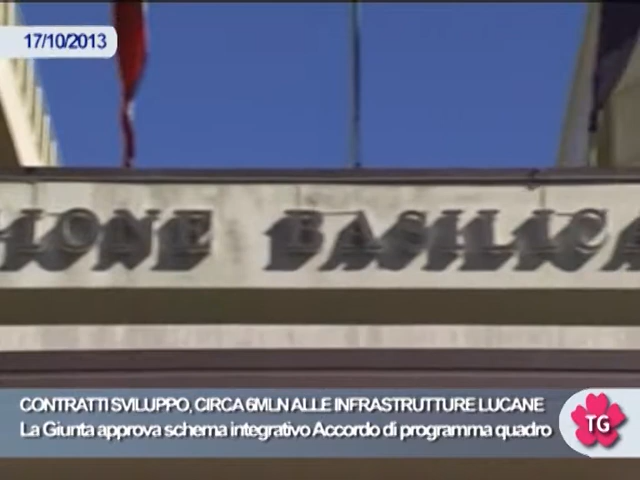 17/10/2013
IONE BASILICA
CONTRATTI SVILUPPO, CIRCA 6MLN ALLE INFRASTRUTTURE LUCANE
La Giunta approva schema integrativo Accordo di programma quadro
TG